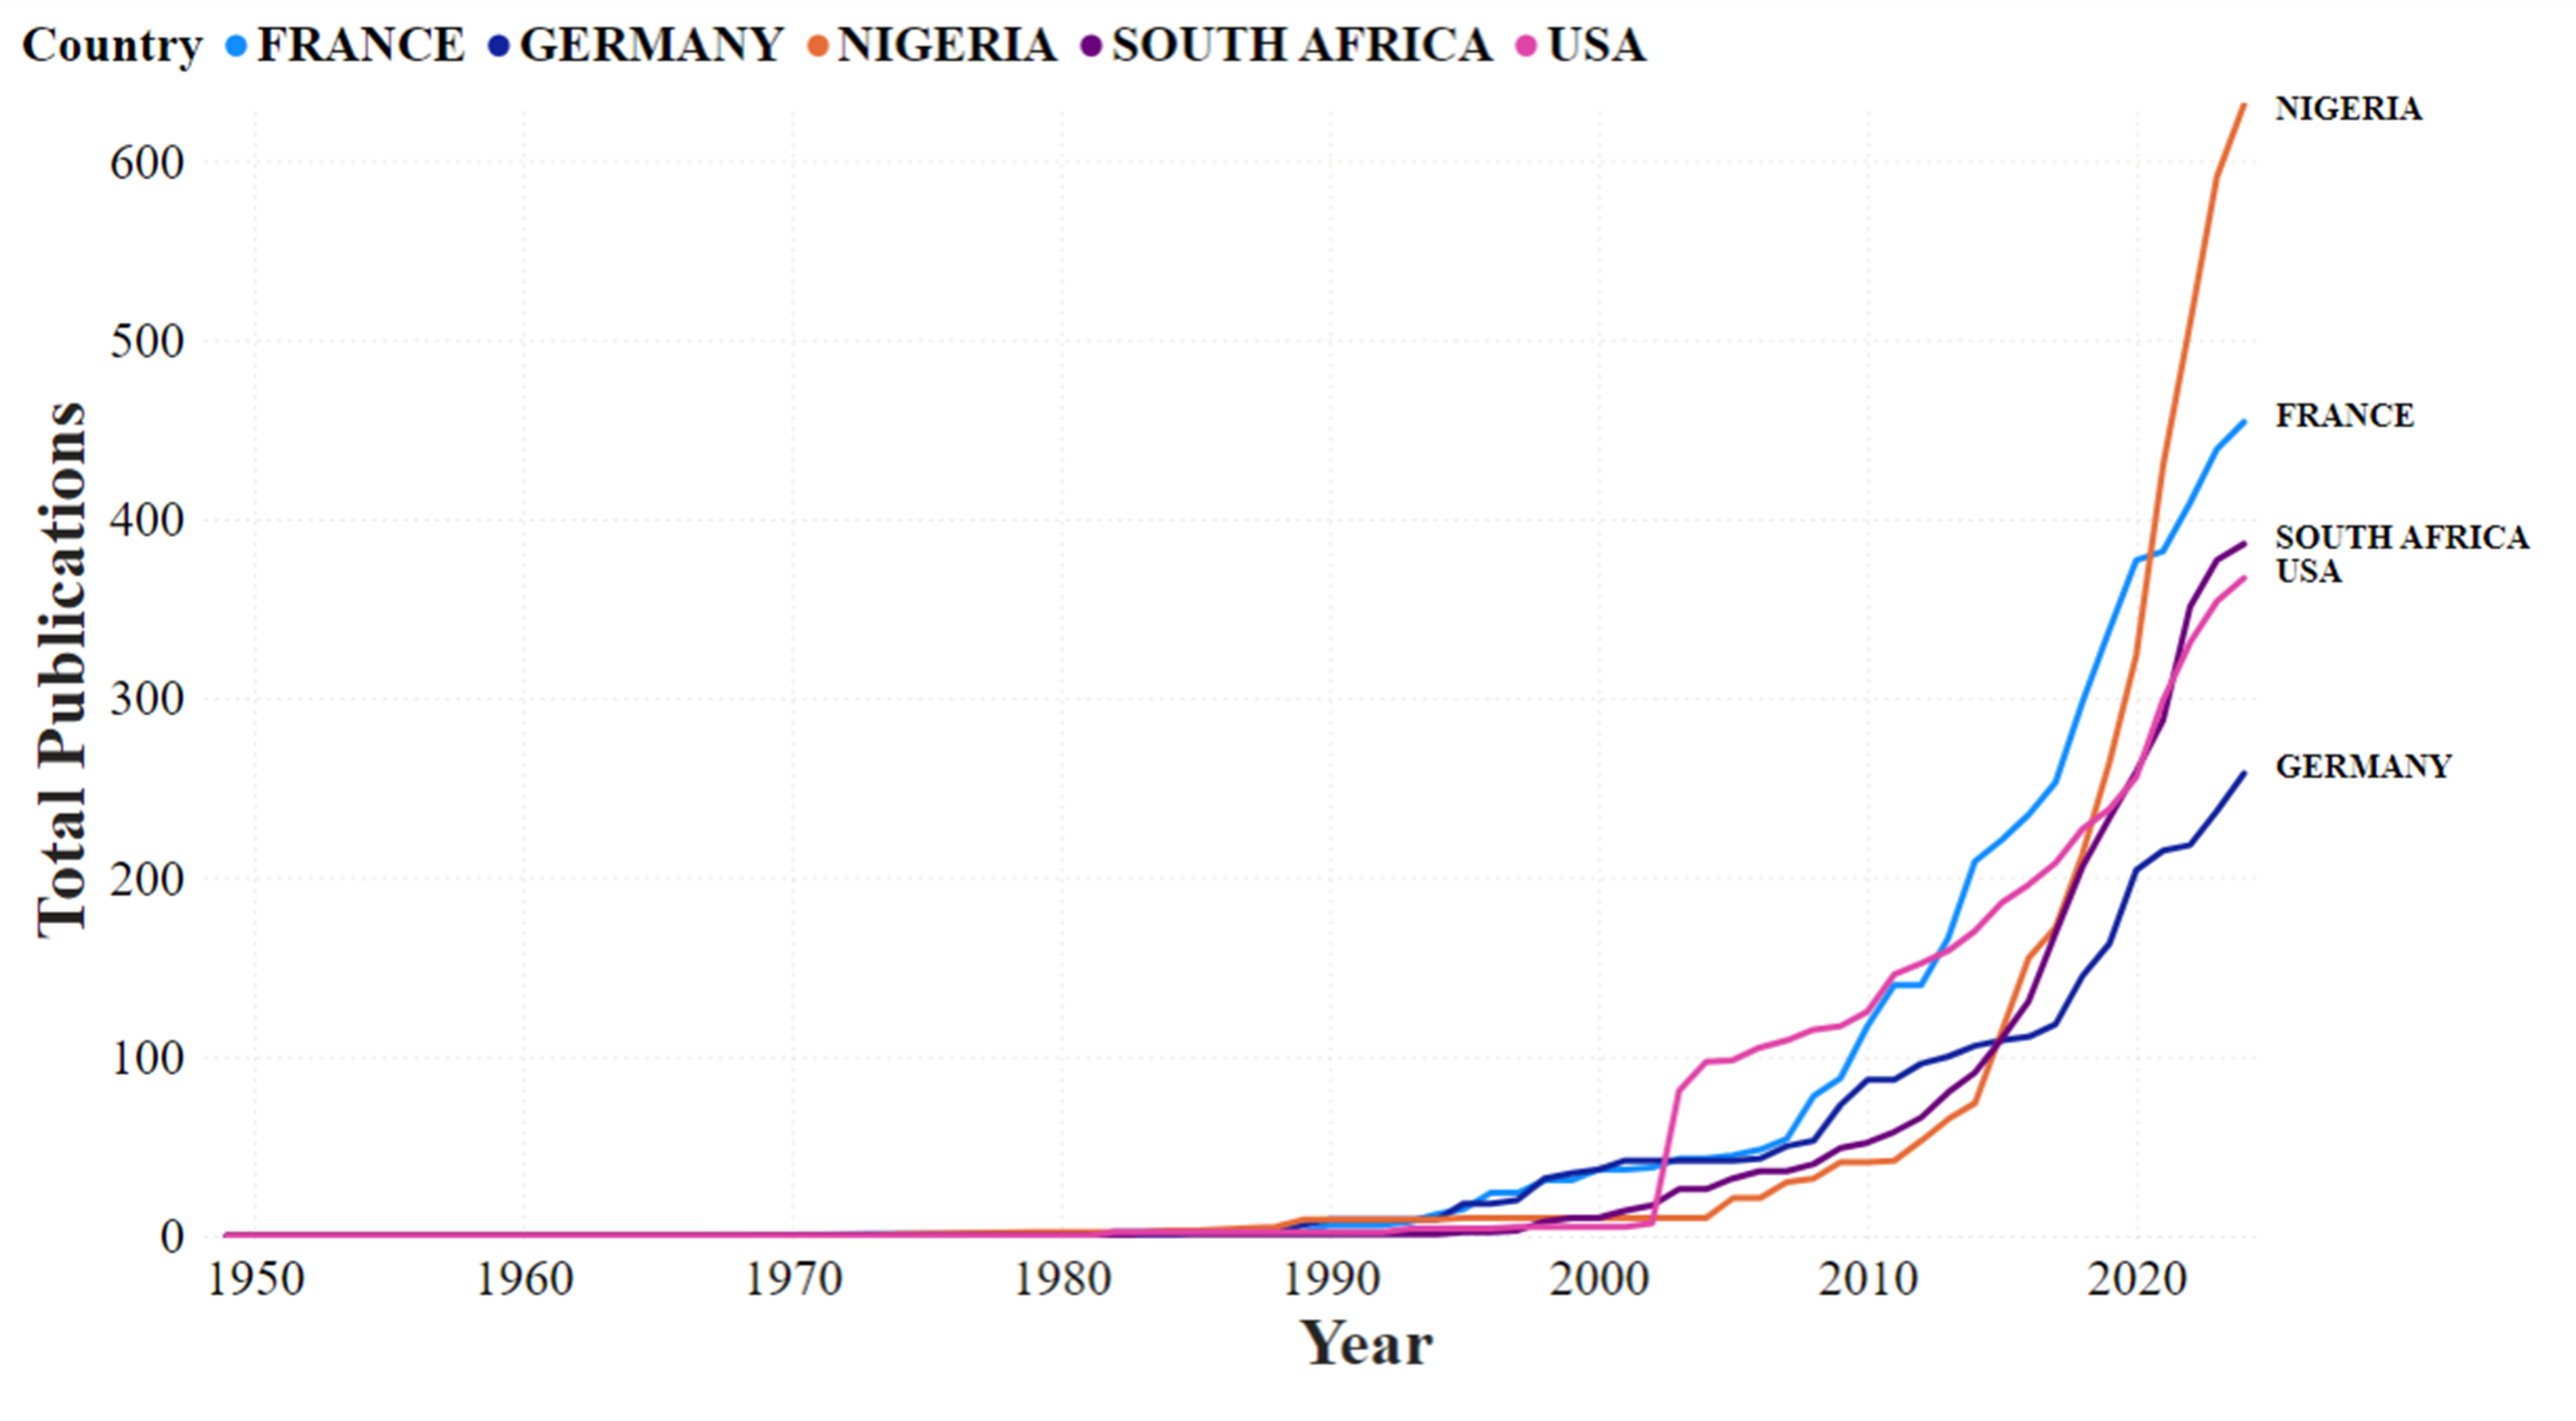 Country FRANCE GERMANY NIGERIA SOUTH AFRICA USA
NIGERIA
600
500
FRANCE
400
SOUTH AFRICA
USA
300
GERMANY
200
100
0
Total Publications
1950 1960 1970 1980 1990 2000 2010 2020
Year